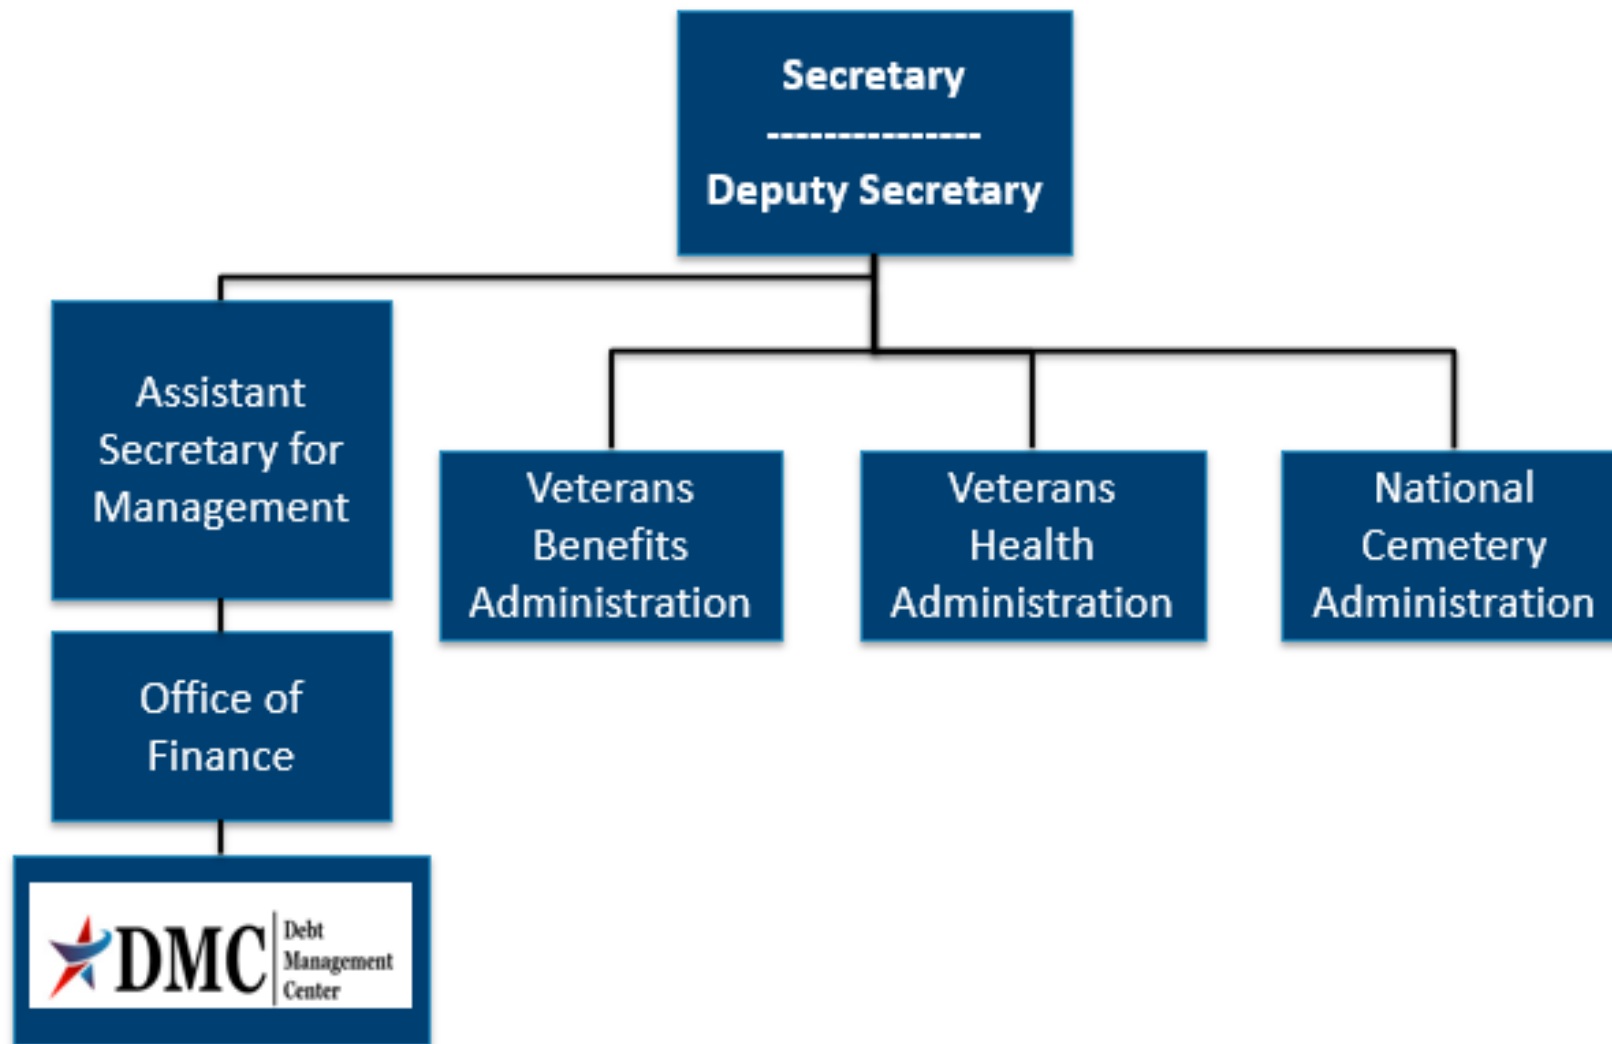 Secretary
---------------
Deputy Secretary
Assistant
Secretary for
Management
Veterans
Benefits
Administration
Veterans
Health
Administration
National
Cemetery
Administration
Office of
Finance
DMC
Debt
Management
Center